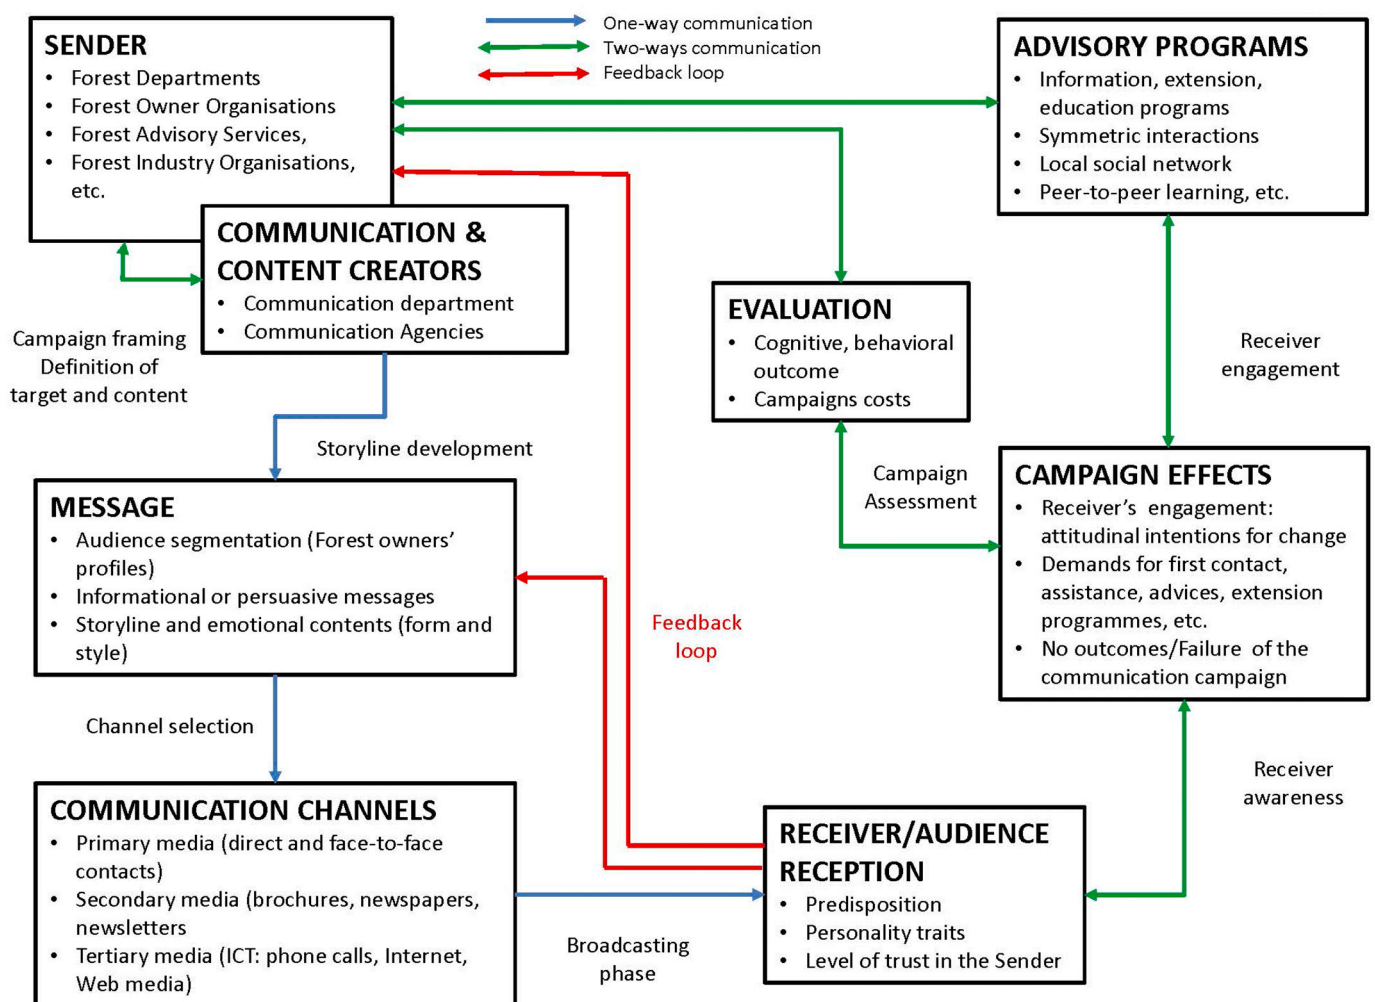 One-way communication
Two-ways communication
Feedback loop
SENDER
• Forest Departments
• Forest Owner Organisations
• Forest Advisory Services,
• Forest Industry Organisations,
etc.
COMMUNICATION &
CONTENT CREATORS
• Communication department
• Communication Agencies
Campaign framing
Definition of
target and content
Storyline development
MESSAGE
• Audience segmentation (Forest owners’
profiles)
• Informational or persuasive messages
• Storyline and emotional contents (form and
style)
Channel selection
COMMUNICATION CHANNELS
• Primary media (direct and face-to-face
contacts)
• Secondary media (brochures, newspapers,
newsletters
• Tertiary media (ICT: phone calls, Internet,
Web media)
Broadcasting
phase
Feedback
loop
RECEIVER/AUDIENCE
RECEPTION
• Predisposition
• Personality traits
• Level of trust in the Sender
Receiver
awareness
CAMPAIGN EFFECTS
• Receiver’s engagement:
attitudinal intentions for change
• Demands for first contact,
assistance, advices, extension
programmes, etc.
• No outcomes/Failure of the
communication campaign
Campaign
Assessment
EVALUATION
• Cognitive, behavioral
outcome
• Campaigns costs
Receiver
engagement
ADVISORY PROGRAMS
• Information, extension,
education programs
• Symmetric interactions
• Local social network
• Peer-to-peer learning, etc.